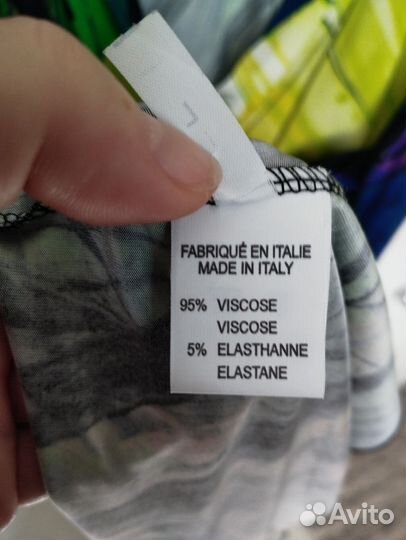 L
FABRIQUÉ EN ITALIE
MADE IN ITALY
95% VISCOSE
VISCOSE
5% ELASTHANNE
ELASTANE
Avito